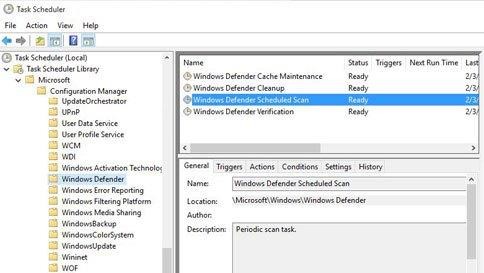 Task Scheduler
File Action View Help
Task Scheduler (Local)
Task Scheduler Library
Microsoft
Configuration Manager
UpdateOrchestrator
UPnP
User Data Service
User Profile Service
WCM
WDI
Windows Activation Technolo
Windows Defender
Windows Error Reporting
Windows Filtering Platform
Windows Media Sharing
WindowsBackup
WindowsColorSystem
WindowsUpdate
Wininet
WOF
Name Status Triggers Next Run Time Last
Windows Defender Cache Maintenance Ready 2/3/
Windows Defender Cleanup Ready 2/3/
Windows Defender Scheduled Scan Ready 2/3/
Windows Defender Verification Ready 2/3/
General Triggers Actions Conditions Settings History
Name: Windows Defender Scheduled Scan
Location: \Microsoft\Windows\Windows Defender
Author:
Description: Periodic scan task.